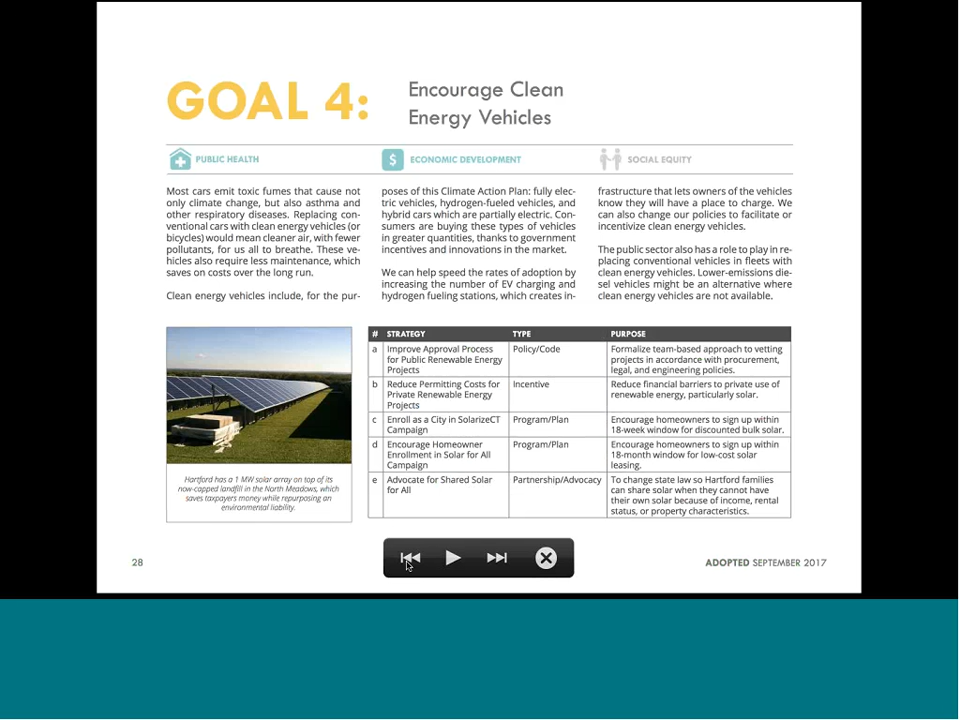 GOAL 4:
Encourage Clean
Energy Vehicles
PUBLIC HEALTH
ECONOMIC DEVELOPMENT
SOCIAL EQUITY
Most cars emit toxic fumes that cause not
only climate change, but also asthma and
other respiratory diseases. Replacing con-
ventional cars with clean energy vehicles (or
bicycles) would mean cleaner air, with fewer
pollutants, for us all to breathe. These ve-
hicles also require less maintenance, which
saves on costs over the long run.
Clean energy vehicles include, for the pur-
poses of this Climate Action Plan: fully elec-
tric vehicles, hydrogen-fueled vehicles, and
hybrid cars which are partially electric. Con-
sumers are buying these types of vehicles
in greater quantities, thanks to government
incentives and innovations in the market.
We can help speed the rates of adoption by
increasing the number of EV charging and
hydrogen fueling stations, which creates in-
frastructure that lets owners of the vehicles
know they will have a place to charge. We
can also change our policies to facilitate or
incentivize clean energy vehicles.
The public sector also has a role to play in re-
placing conventional vehicles in fleets with
clean energy vehicles. Lower-emissions die-
sel vehicles might be an alternative where
clean energy vehicles are not available.
Hartford has a 1 MW solar array on top of its
now-capped landfill in the North Meadows, which
saves taxpayers money while repurposing an
environmental liability.
# STRATEGY TYPE PURPOSE
a Improve Approval Process Policy/Code Formalize team-based approach to vetting
for Public Renewable Energy projects in accordance with procurement,
Projects legal, and engineering policies.
b Reduce Permitting Costs for Incentive Reduce financial barriers to private use of
Private Renewable Energy renewable energy, particularly solar.
Projects
c Enroll as a City in SolarizeCT Program/Plan Encourage homeowners to sign up within
Campaign 18-week window for discounted bulk solar.
d Encourage Homeowner Program/Plan Encourage homeowners to sign up within
Enrollment in Solar for All 18-month window for low-cost solar
Campaign leasing.
e Advocate for Shared Solar Partnership/Advocacy To change state law so Hartford families
for All can share solar when they cannot have
their own solar because of income, rental
status, or property characteristics.
28
ADOPTED SEPTEMBER 2017